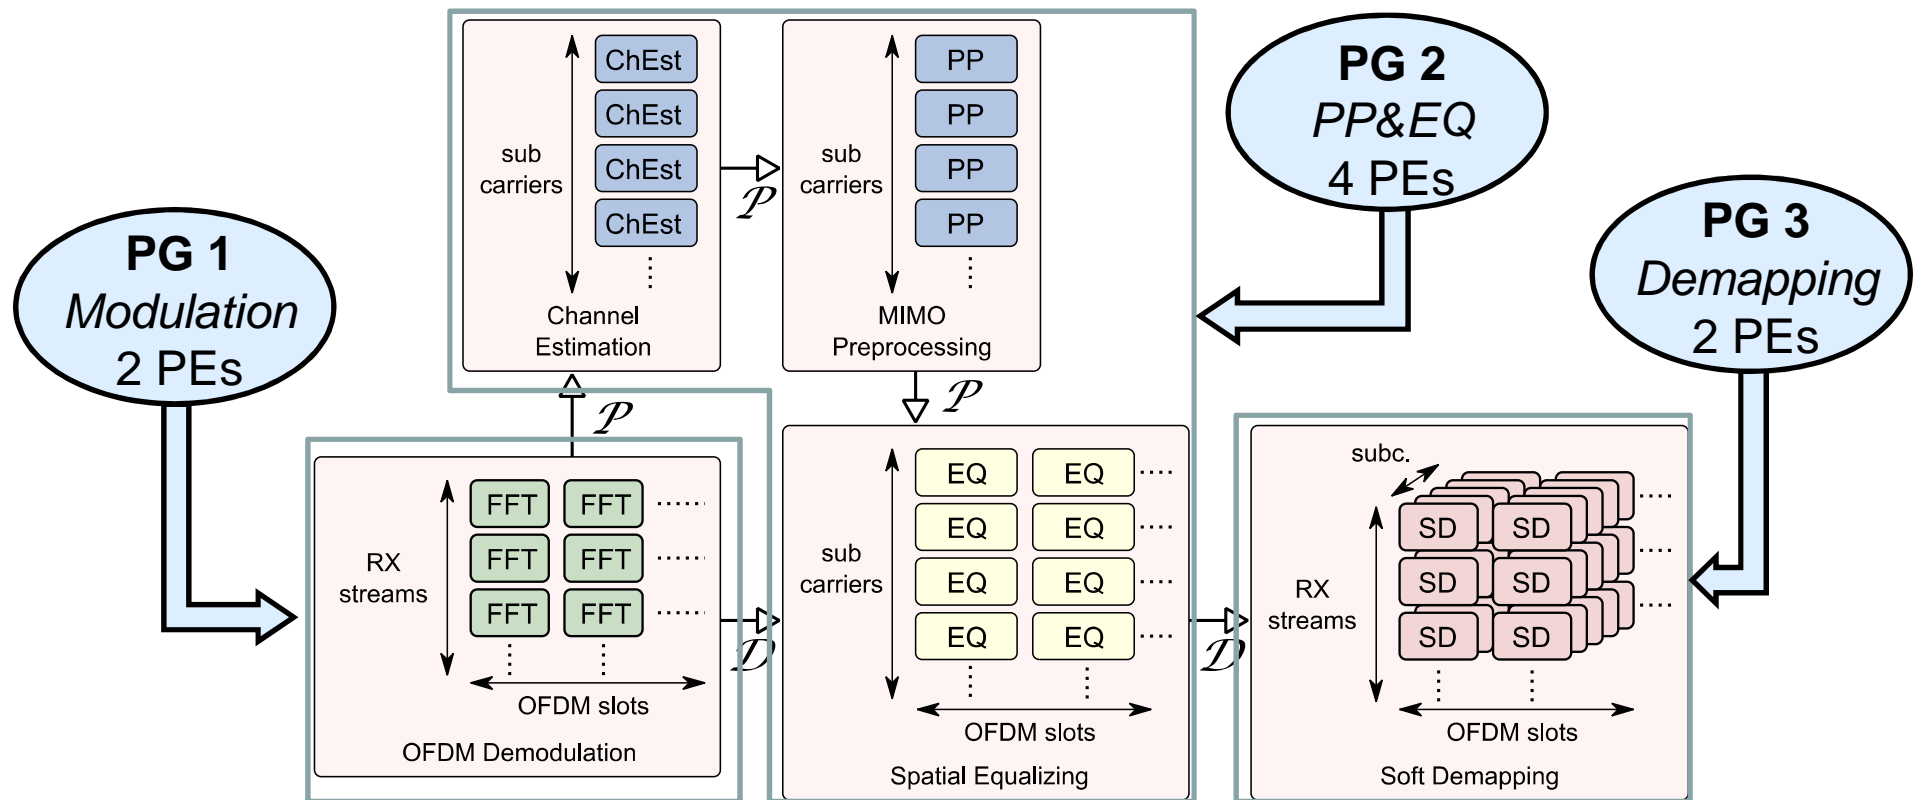 PG 1
Modulation
2 PEs
sub
carriers
ChEst
ChEst
ChEst
ChEst
Channel
Estimation
𝒫
sub
carriers
PP
PP
PP
PP
MIMO
Preprocessing
PG 2
PP&EQ
4 PEs
PG 3
Demapping
2 PEs
𝒫
𝒫
RX
streams
FFT FFT
FFT FFT
FFT FFT
OFDM slots
OFDM Demodulation
𝒟
sub
carriers
EQ EQ
EQ EQ
EQ EQ
EQ EQ
OFDM slots
Spatial Equalizing
𝒟
subc.
RX
streams
SD SD
SD SD
SD SD
OFDM slots
Soft Demapping